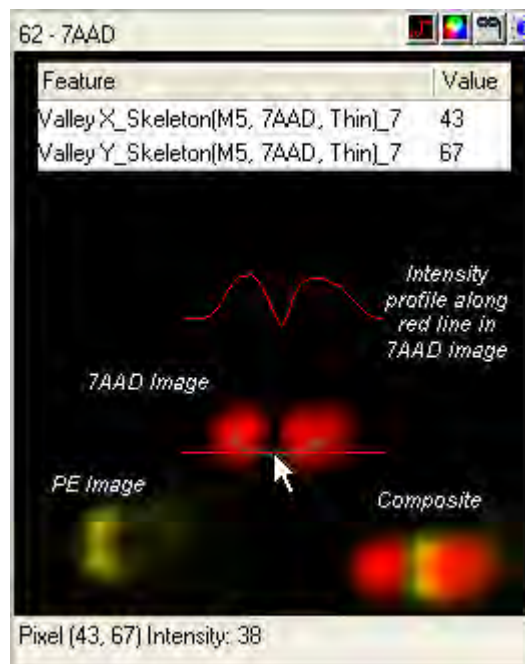 62 - 7AAD
Feature Value
Valley X_Skeleton(M5, 7AAD, Thin)_7 43
Valley Y_Skeleton(M5, 7AAD, Thin)_7 67
Intensity
profile along
red line in
7AAD image
7AAD Image
PE Image
Composite
Pixel (43, 67) Intensity: 38